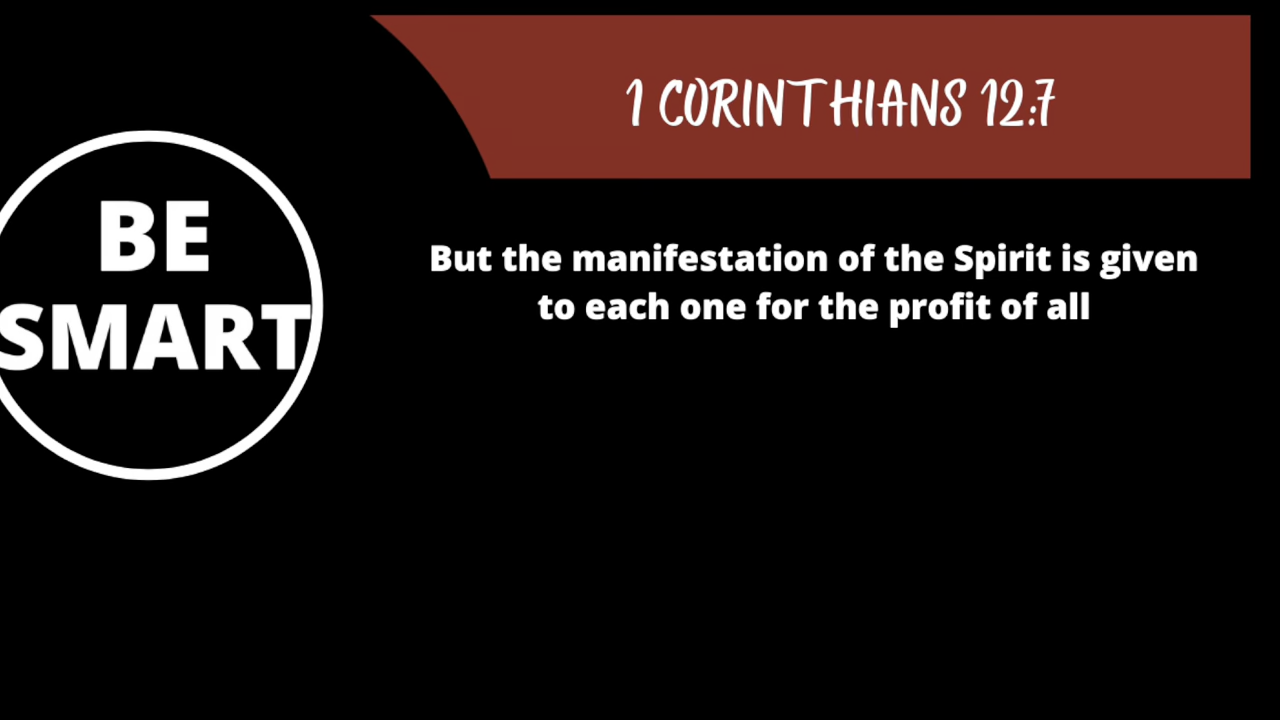 BE
SMART
1 CORINTHIANS 12:7
But the manifestation of the Spirit is given
to each one for the profit of all